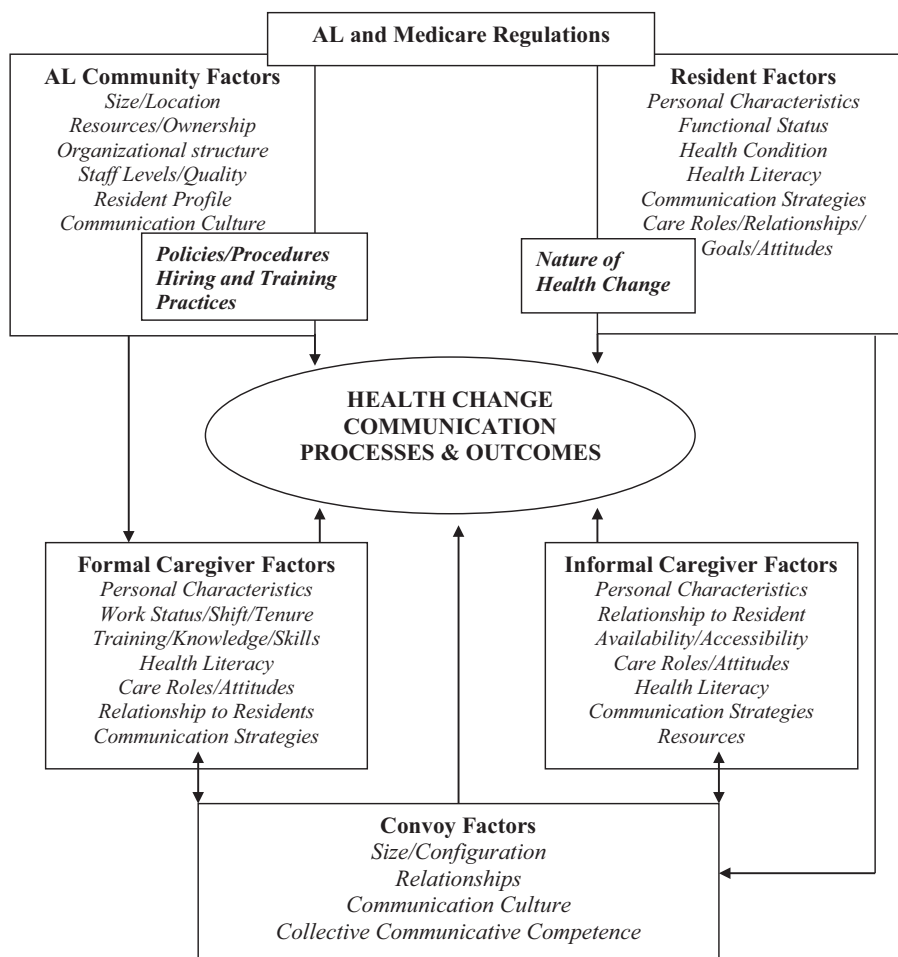 AL and Medicare Regulations
AL Community Factors
Size/Location
Resources/Ownership
Organizational structure
Staff Levels/Quality
Resident Profile
Communication Culture
Policies/Procedures
Hiring and Training
Practices
Resident Factors
Personal Characteristics
Functional Status
Health Condition
Health Literacy
Communication Strategies
Care Roles/Relationships/
Goals/Attitudes
Nature of
Health Change
HEALTH CHANGE
COMMUNICATION
PROCESSES & OUTCOMES
Formal Caregiver Factors
Personal Characteristics
Work Status/Shift/Tenure
Training/Knowledge/Skills
Health Literacy
Care Roles/Attitudes
Relationship to Residents
Communication Strategies
Informal Caregiver Factors
Personal Characteristics
Relationship to Resident
Availability/Accessibility
Care Roles/Attitudes
Health Literacy
Communication Strategies
Resources
Convoy Factors
Size/Configuration
Relationships
Communication Culture
Collective Communicative Competence